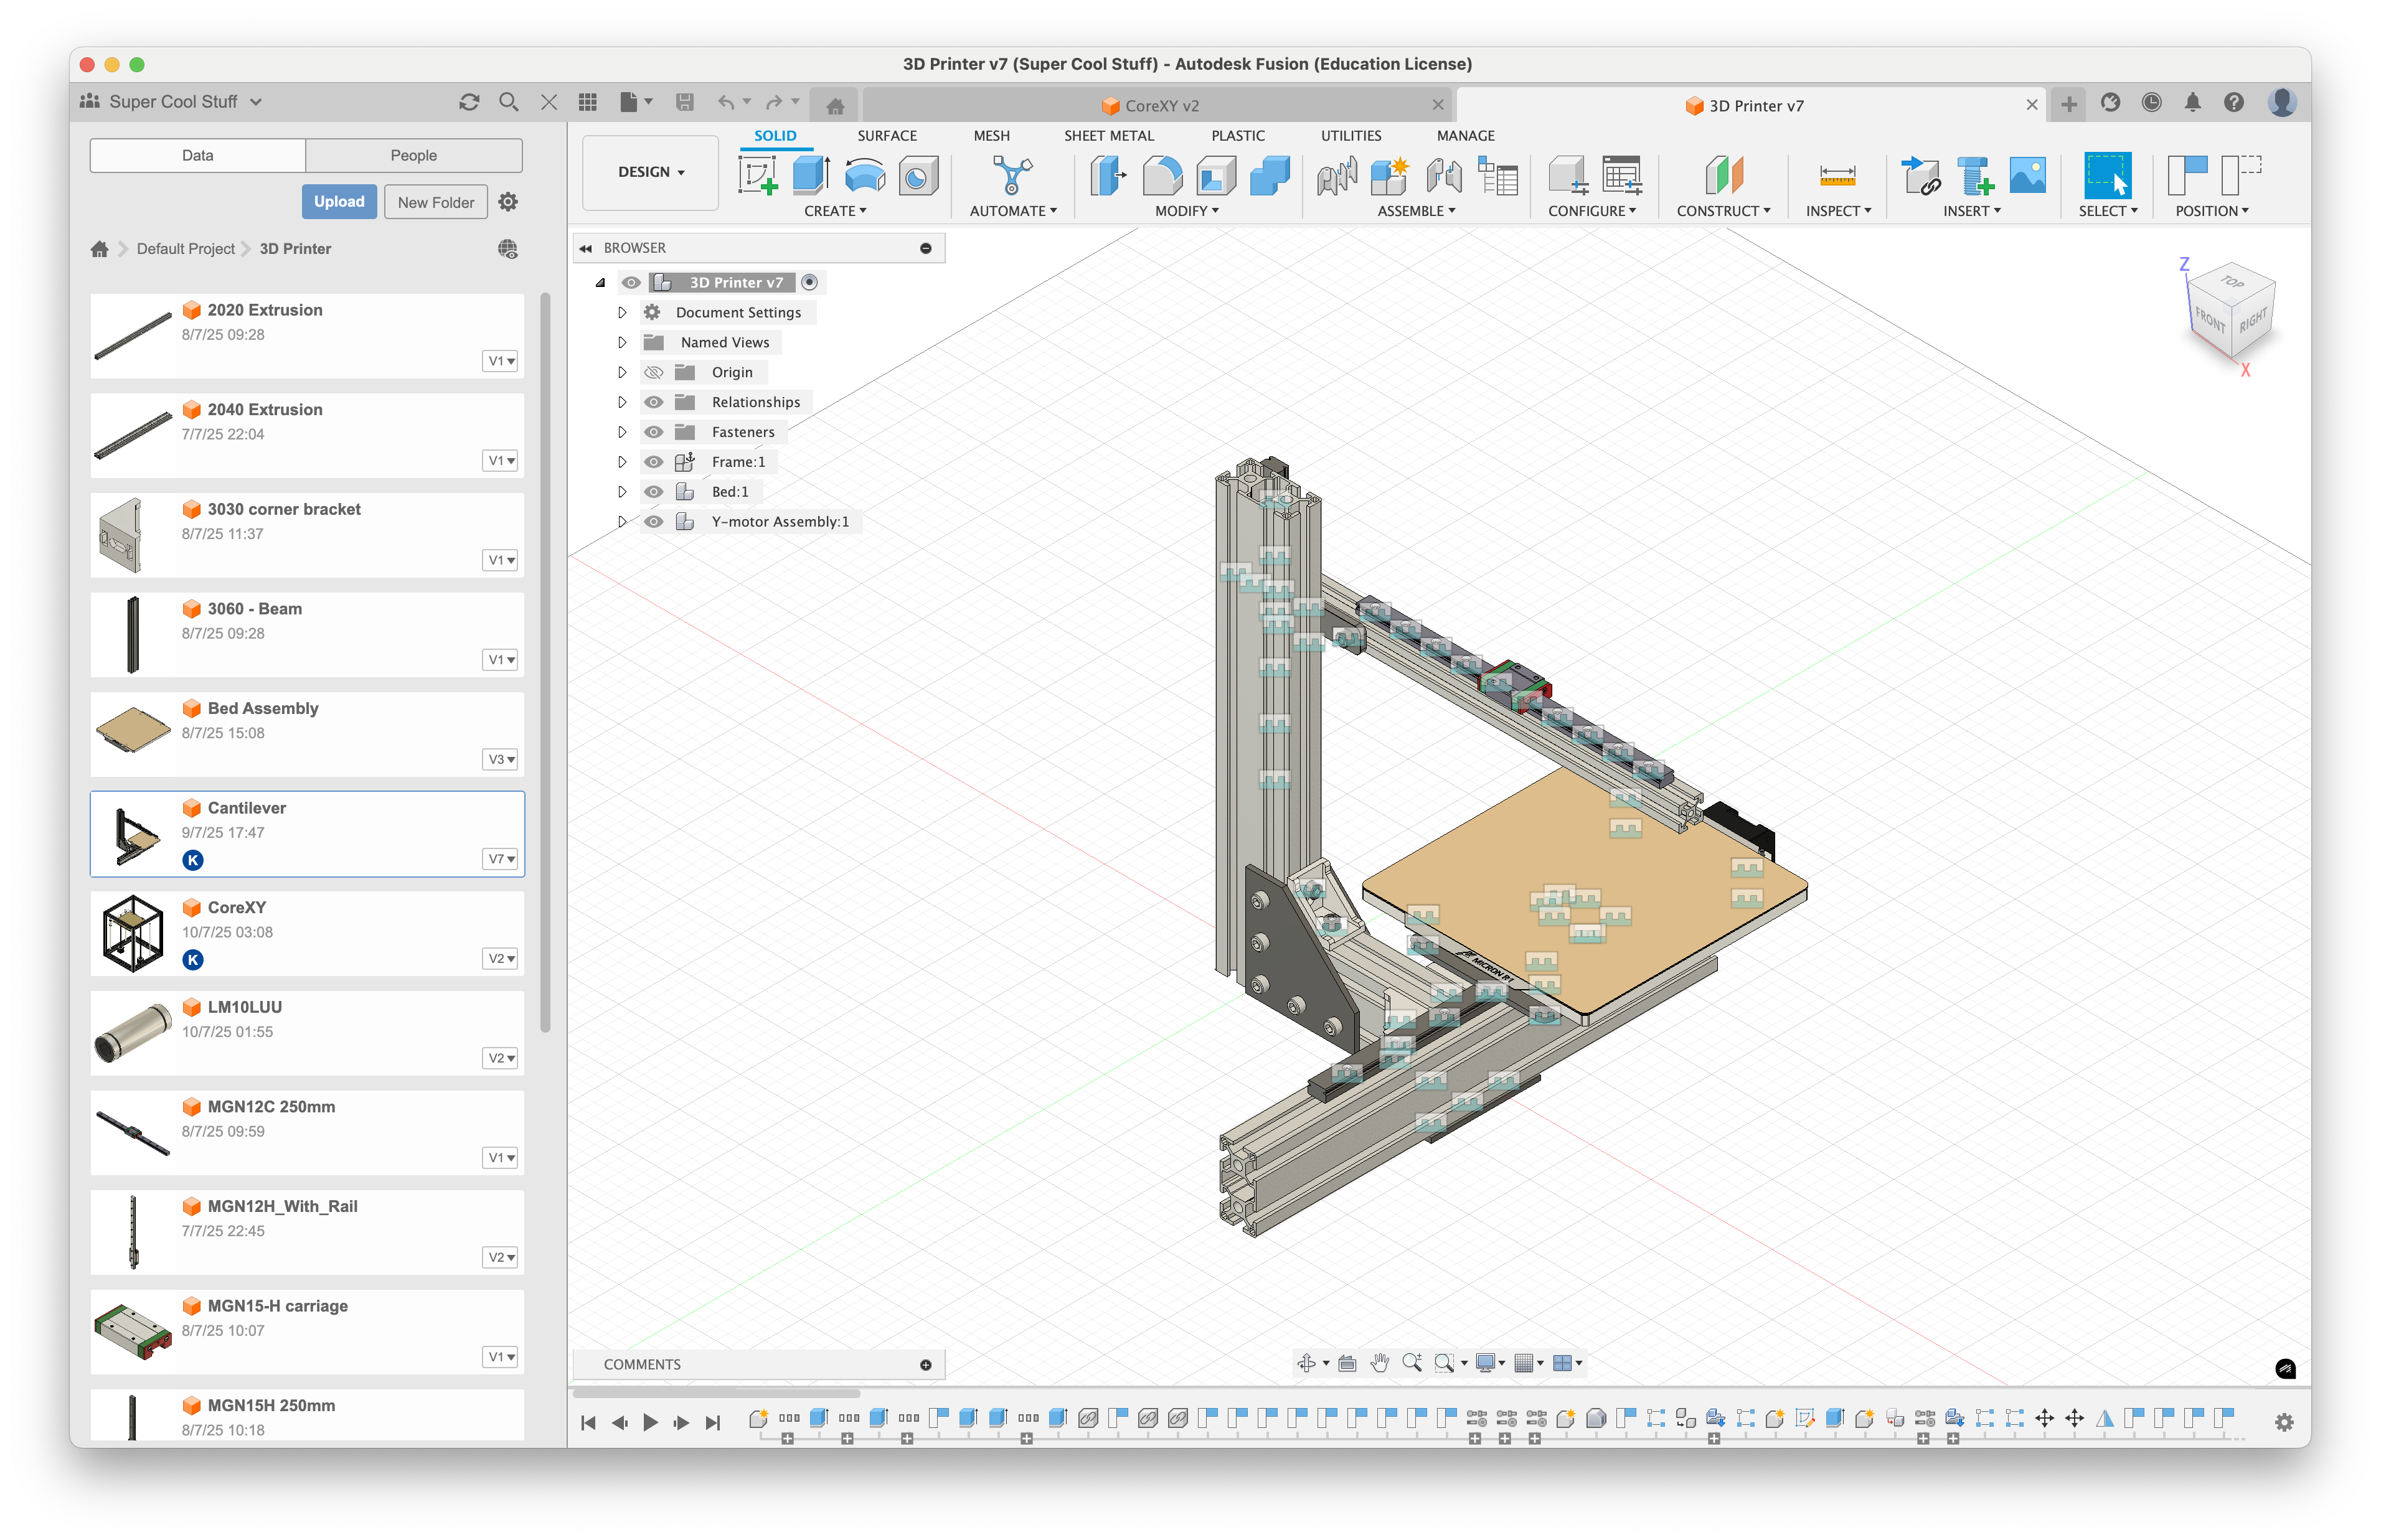 3D Printer v7 (Super Cool Stuff) - Autodesk Fusion (Education License)
Super Cool Stuff
CoreXY v2
3D Printer v7
Data
People
Upload
New Folder
Default Project
3D Printer
2020 Extrusion
8/7/25 09:28
V1
2040 Extrusion
7/7/25 22:04
V1
3030 corner bracket
8/7/25 11:37
V1
3060 - Beam
8/7/25 09:28
V1
Bed Assembly
8/7/25 15:08
V3
Cantilever
9/7/25 17:47
K
V7
CoreXY
10/7/25 03:08
K
V2
LM10LUU
10/7/25 01:55
V2
MGN12C 250mm
8/7/25 09:59
V1
MGN12H_With_Rail
7/7/25 22:45
V2
MGN15-H carriage
8/7/25 10:07
V1
MGN15H 250mm
8/7/25 10:18
DESIGN
SOLID
SURFACE
MESH
SHEET METAL
PLASTIC
UTILITIES
MANAGE
CREATE
AUTOMATE
MODIFY
ASSEMBLE
CONFIGURE
CONSTRUCT
INSPECT
INSERT
SELECT
POSITION
BROWSER
3D Printer v7
Document Settings
Named Views
Origin
Relationships
Fasteners
Frame:1
Bed:1
Y-motor Assembly:1
Z
TOP
FRONT
RIGHT
X
MICRON R1
COMMENTS